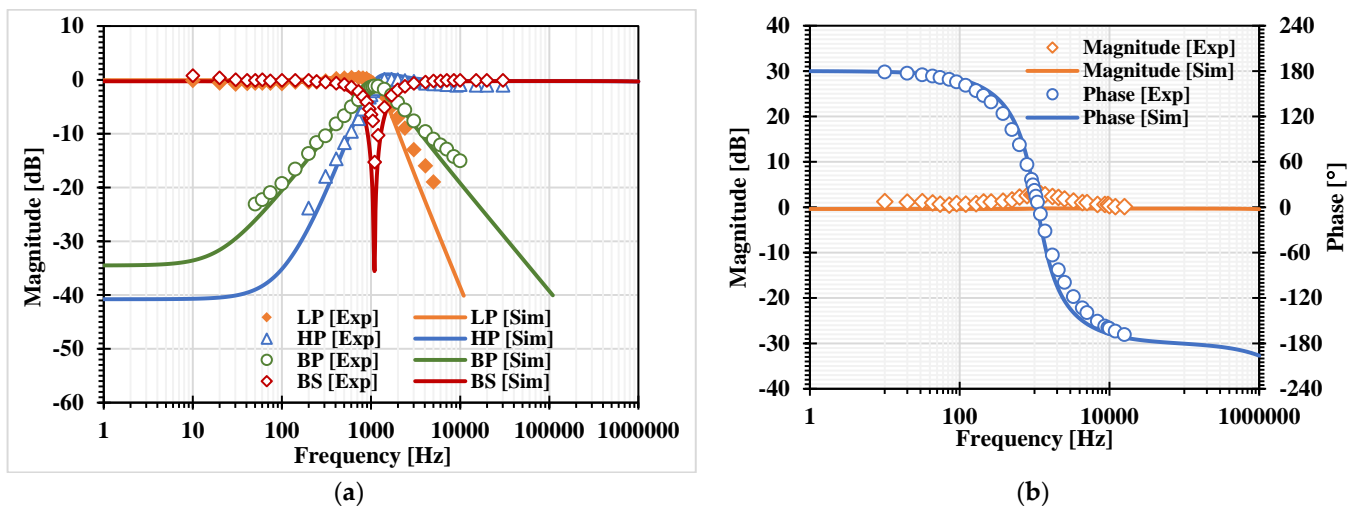 10
0
-10
-20
-30
-40
-50
-60
Magnitude [dB]
LP [Exp]
LP [Sim]
HP [Exp]
HP [Sim]
BP [Exp]
BP [Sim]
BS [Exp]
BS [Sim]
1 10 100 1000 10000 100000 1000000
Frequency [Hz]
(a)
40
30
20
10
0
-10
-20
-30
-40
Magnitude [dB]
Magnitude [Exp]
Magnitude [Sim]
Phase [Exp]
Phase [Sim]
240
180
120
60
0
-60
-120
-180
-240
Phase [°]
1 100 10000 1000000
Frequency [Hz]
(b)